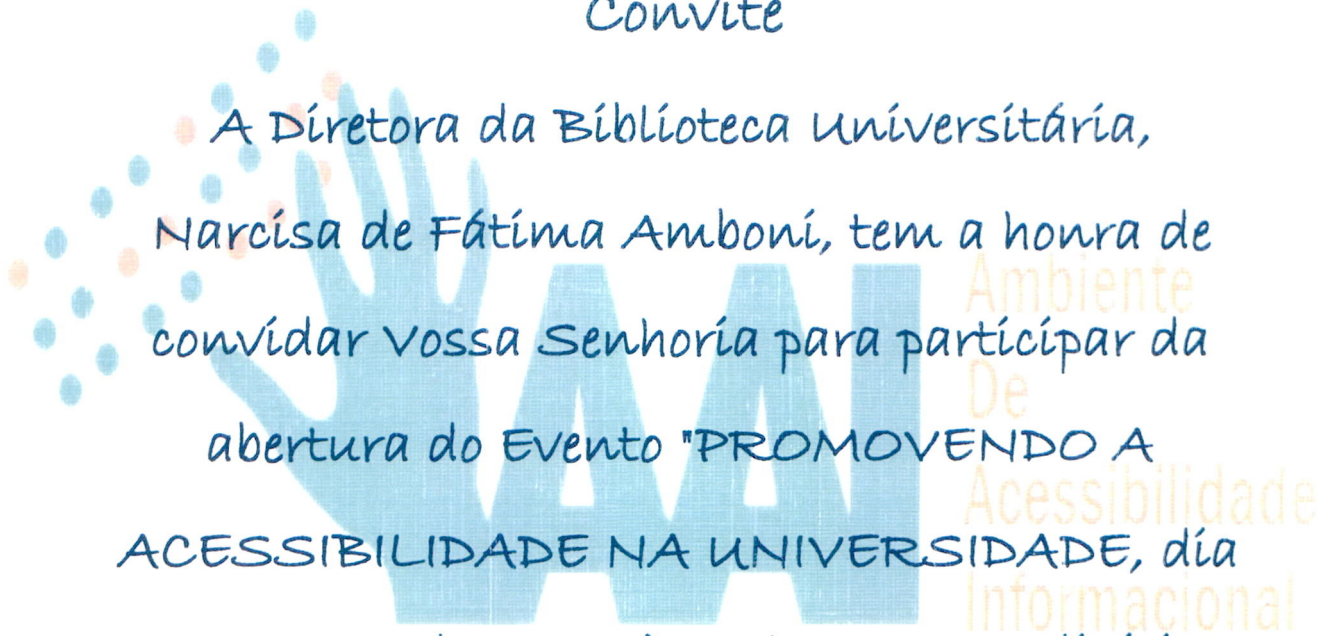 Convite
A Diretora da Biblioteca Universitária,
Narcisa de Fátima Amboni, tem a honra de
convidar Vossa Senhoria para participar da
abertura do Evento "PROMOVENDO A
ACESSIBILIDADE NA UNIVERSIDADE, dia
AAI
Ambiente
De
Acessibilidade
Informacional